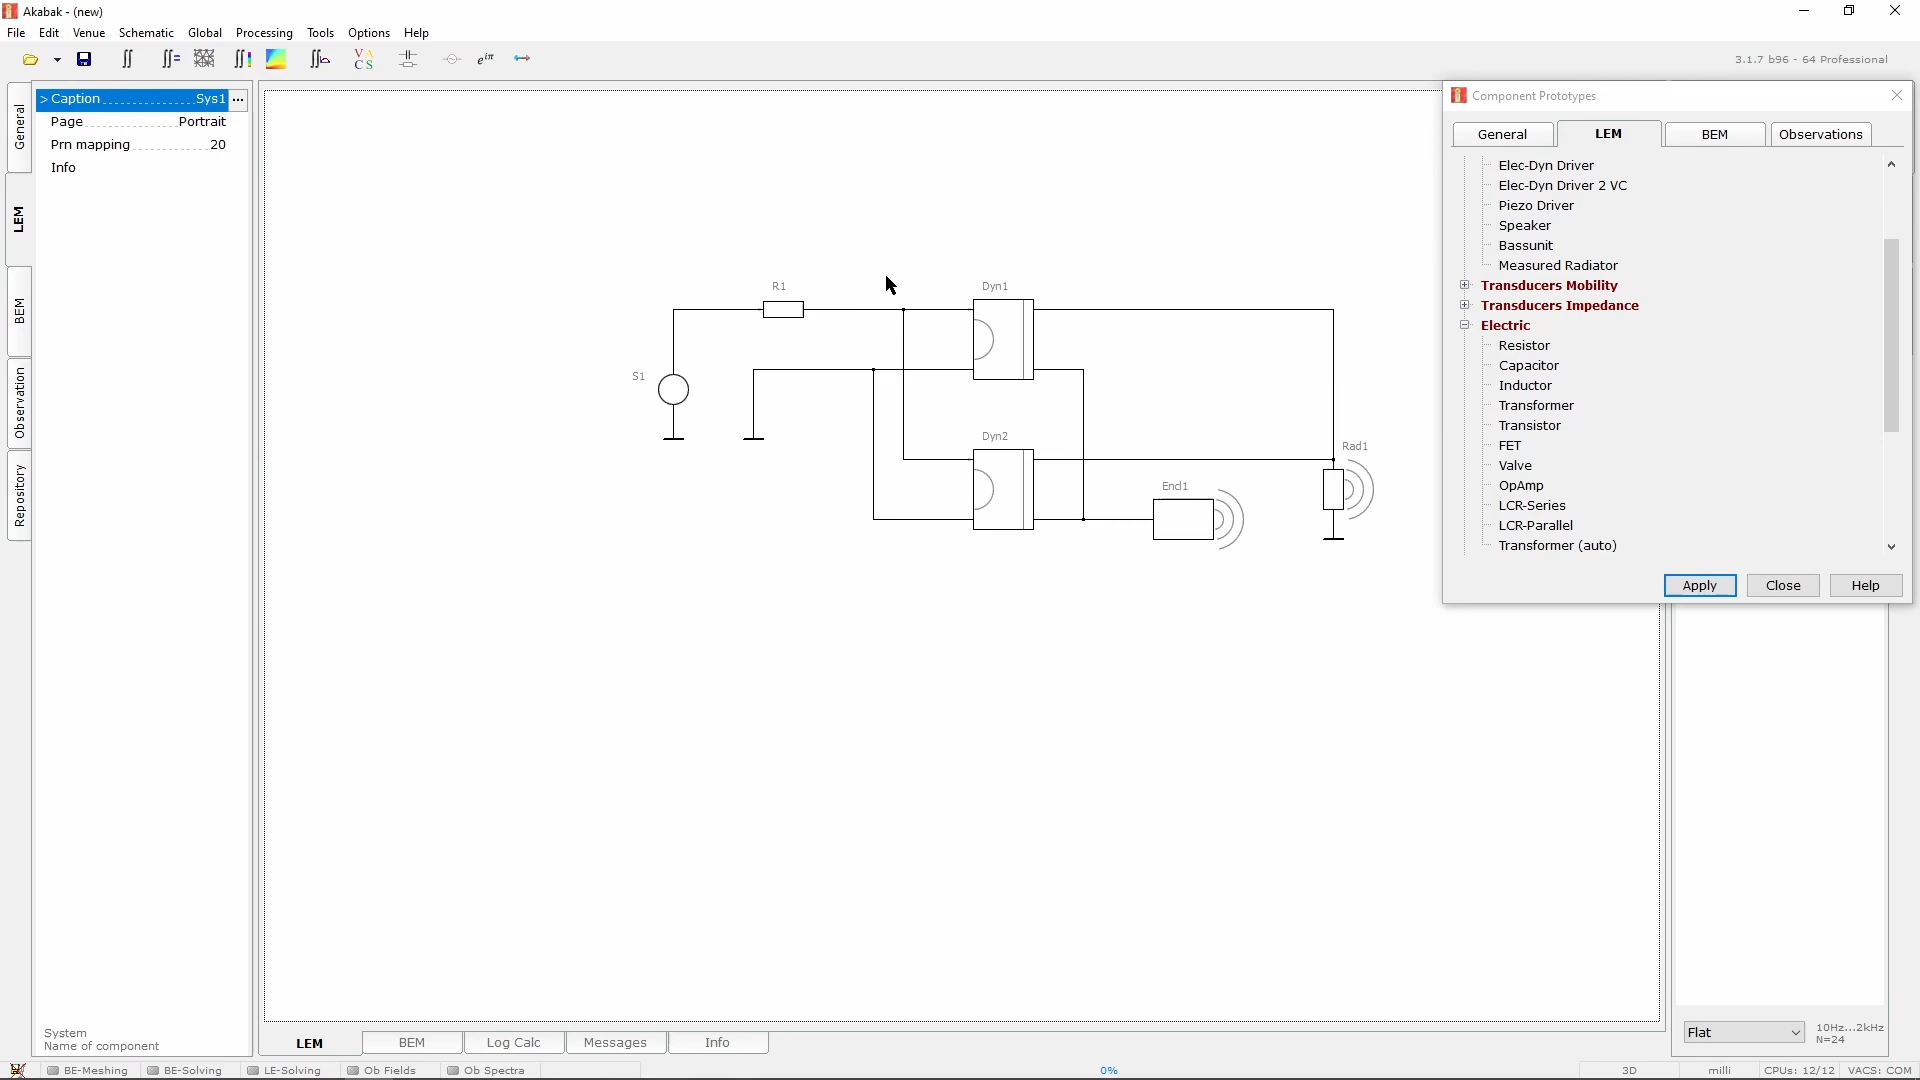 Akabak - (new)
File Edit Venue Schematic Global Processing Tools Options Help
V A C S
e^iπ
3.1.7 b96 - 64 Professional
General
LEM
BEM
Observation
Repository
> Caption Sys1 ...
Page Portrait
Prn mapping 20
Info
System
Name of component
R1
S1
Dyn1
Dyn2
Encl1
Rad1
Component Prototypes
General LEM BEM Observations
Elec-Dyn Driver
Elec-Dyn Driver 2 VC
Piezo Driver
Speaker
Bassunit
Measured Radiator
Transducers Mobility
Transducers Impedance
Electric
Resistor
Capacitor
Inductor
Transformer
Transistor
FET
Valve
OpAmp
LCR-Series
LCR-Parallel
Transformer (auto)
Apply Close Help
Flat
10Hz...2kHz
N=24
LEM BEM Log Calc Messages Info
BE-Meshing BE-Solving LE-Solving Ob Fields Ob Spectra 0% 3D milli CPUs: 12/12 VACS: COM